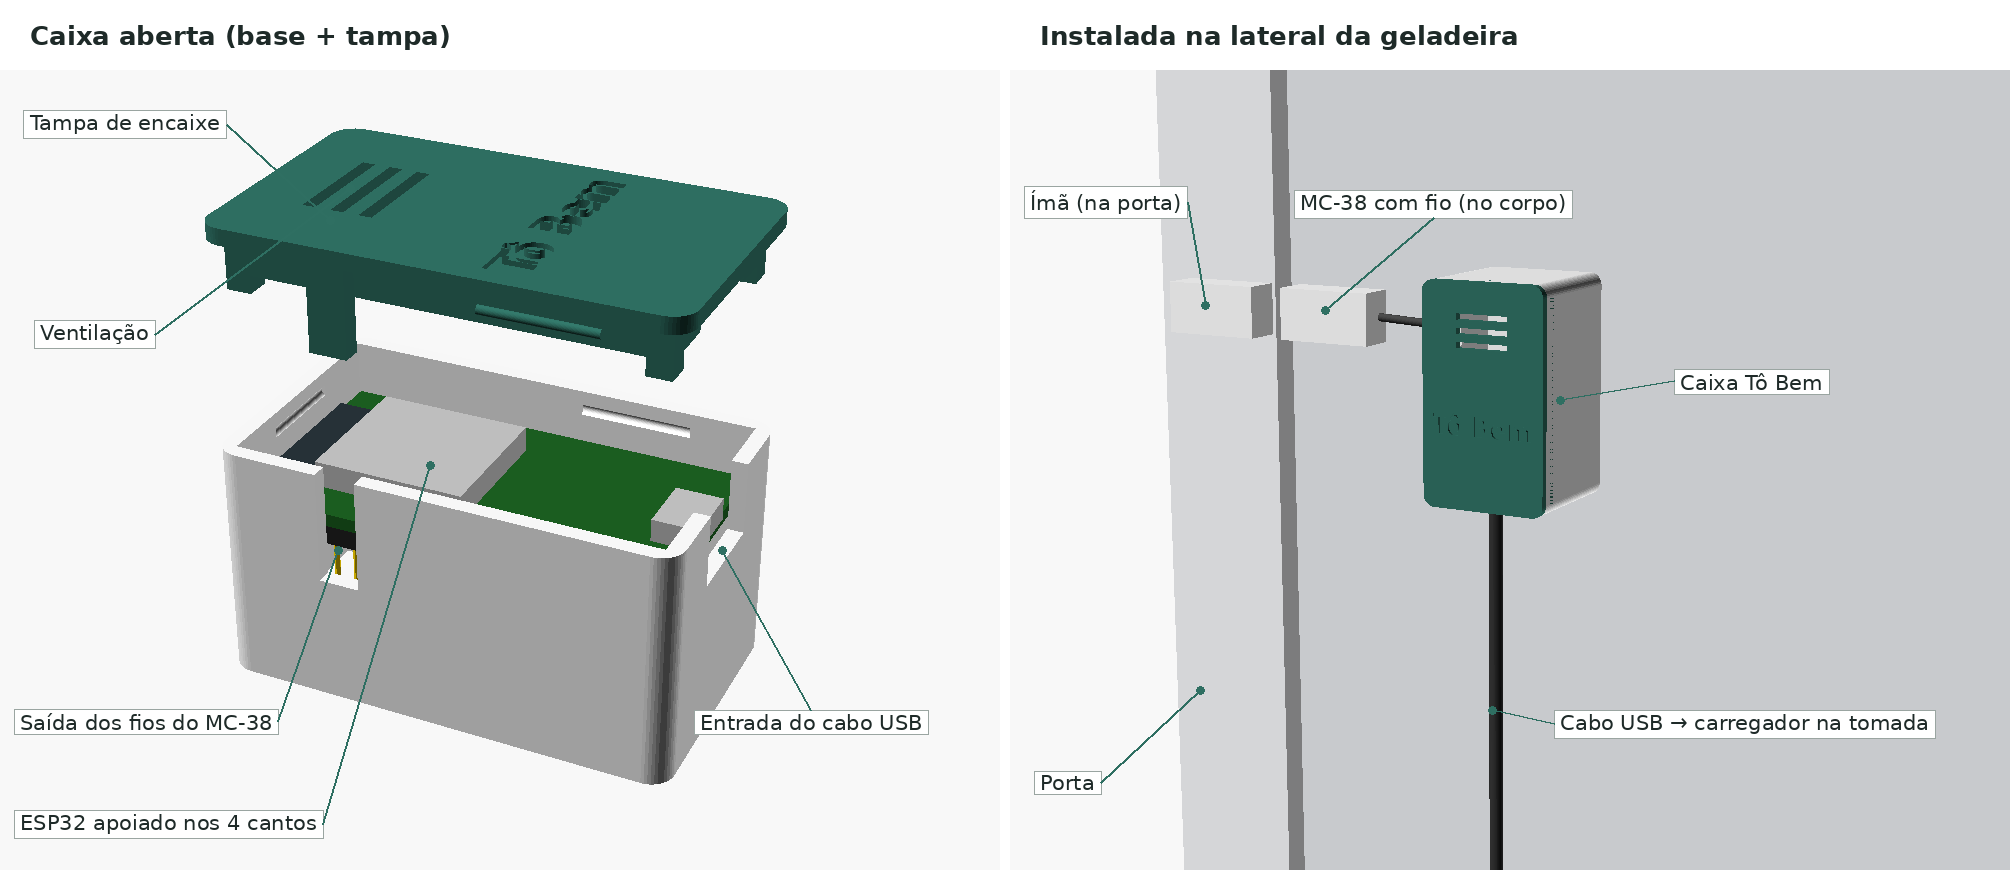 Caixa aberta (base + tampa)
Tampa de encaixe
Tô Bem
Ventilação
Saída dos fios do MC-38
Entrada do cabo USB
ESP32 apoiado nos 4 cantos
Instalada na lateral da geladeira
Ímã (na porta)
MC-38 com fio (no corpo)
Caixa Tô Bem
Tô Bem
Cabo USB → carregador na tomada
Porta